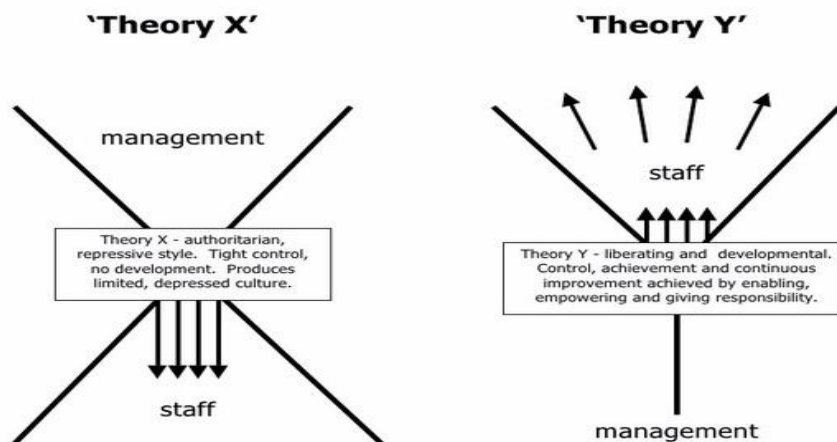 ‘Theory X’
management
Theory X - authoritarian,
repressive style. Tight control,
no development. Produces
limited, depressed culture.
staff
‘Theory Y’
staff
Theory Y - liberating and developmental.
Control, achievement and continuous
improvement achieved by enabling,
empowering and giving responsibility.
management